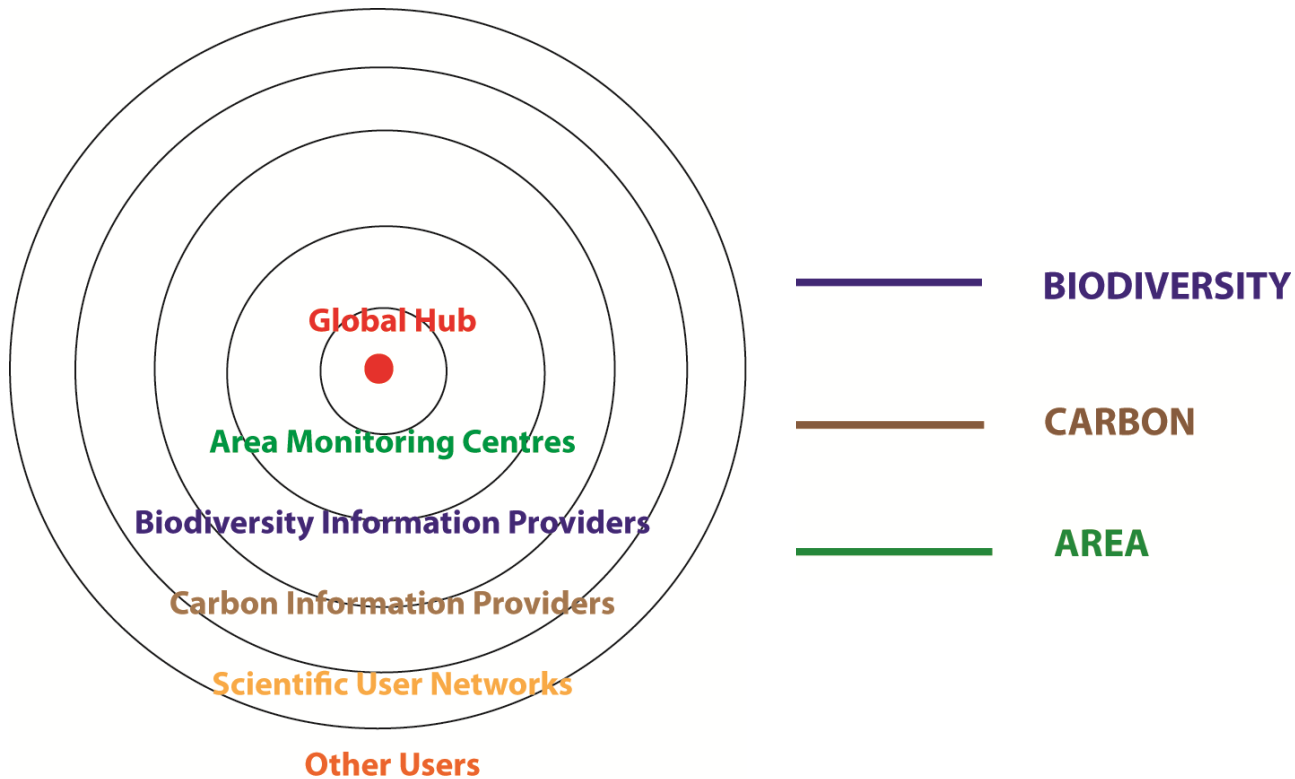 Global Hub
Area Monitoring Centres
Biodiversity Information Providers
Carbon Information Providers
Scientific User Networks
Other Users
BIODIVERSITY
CARBON
AREA